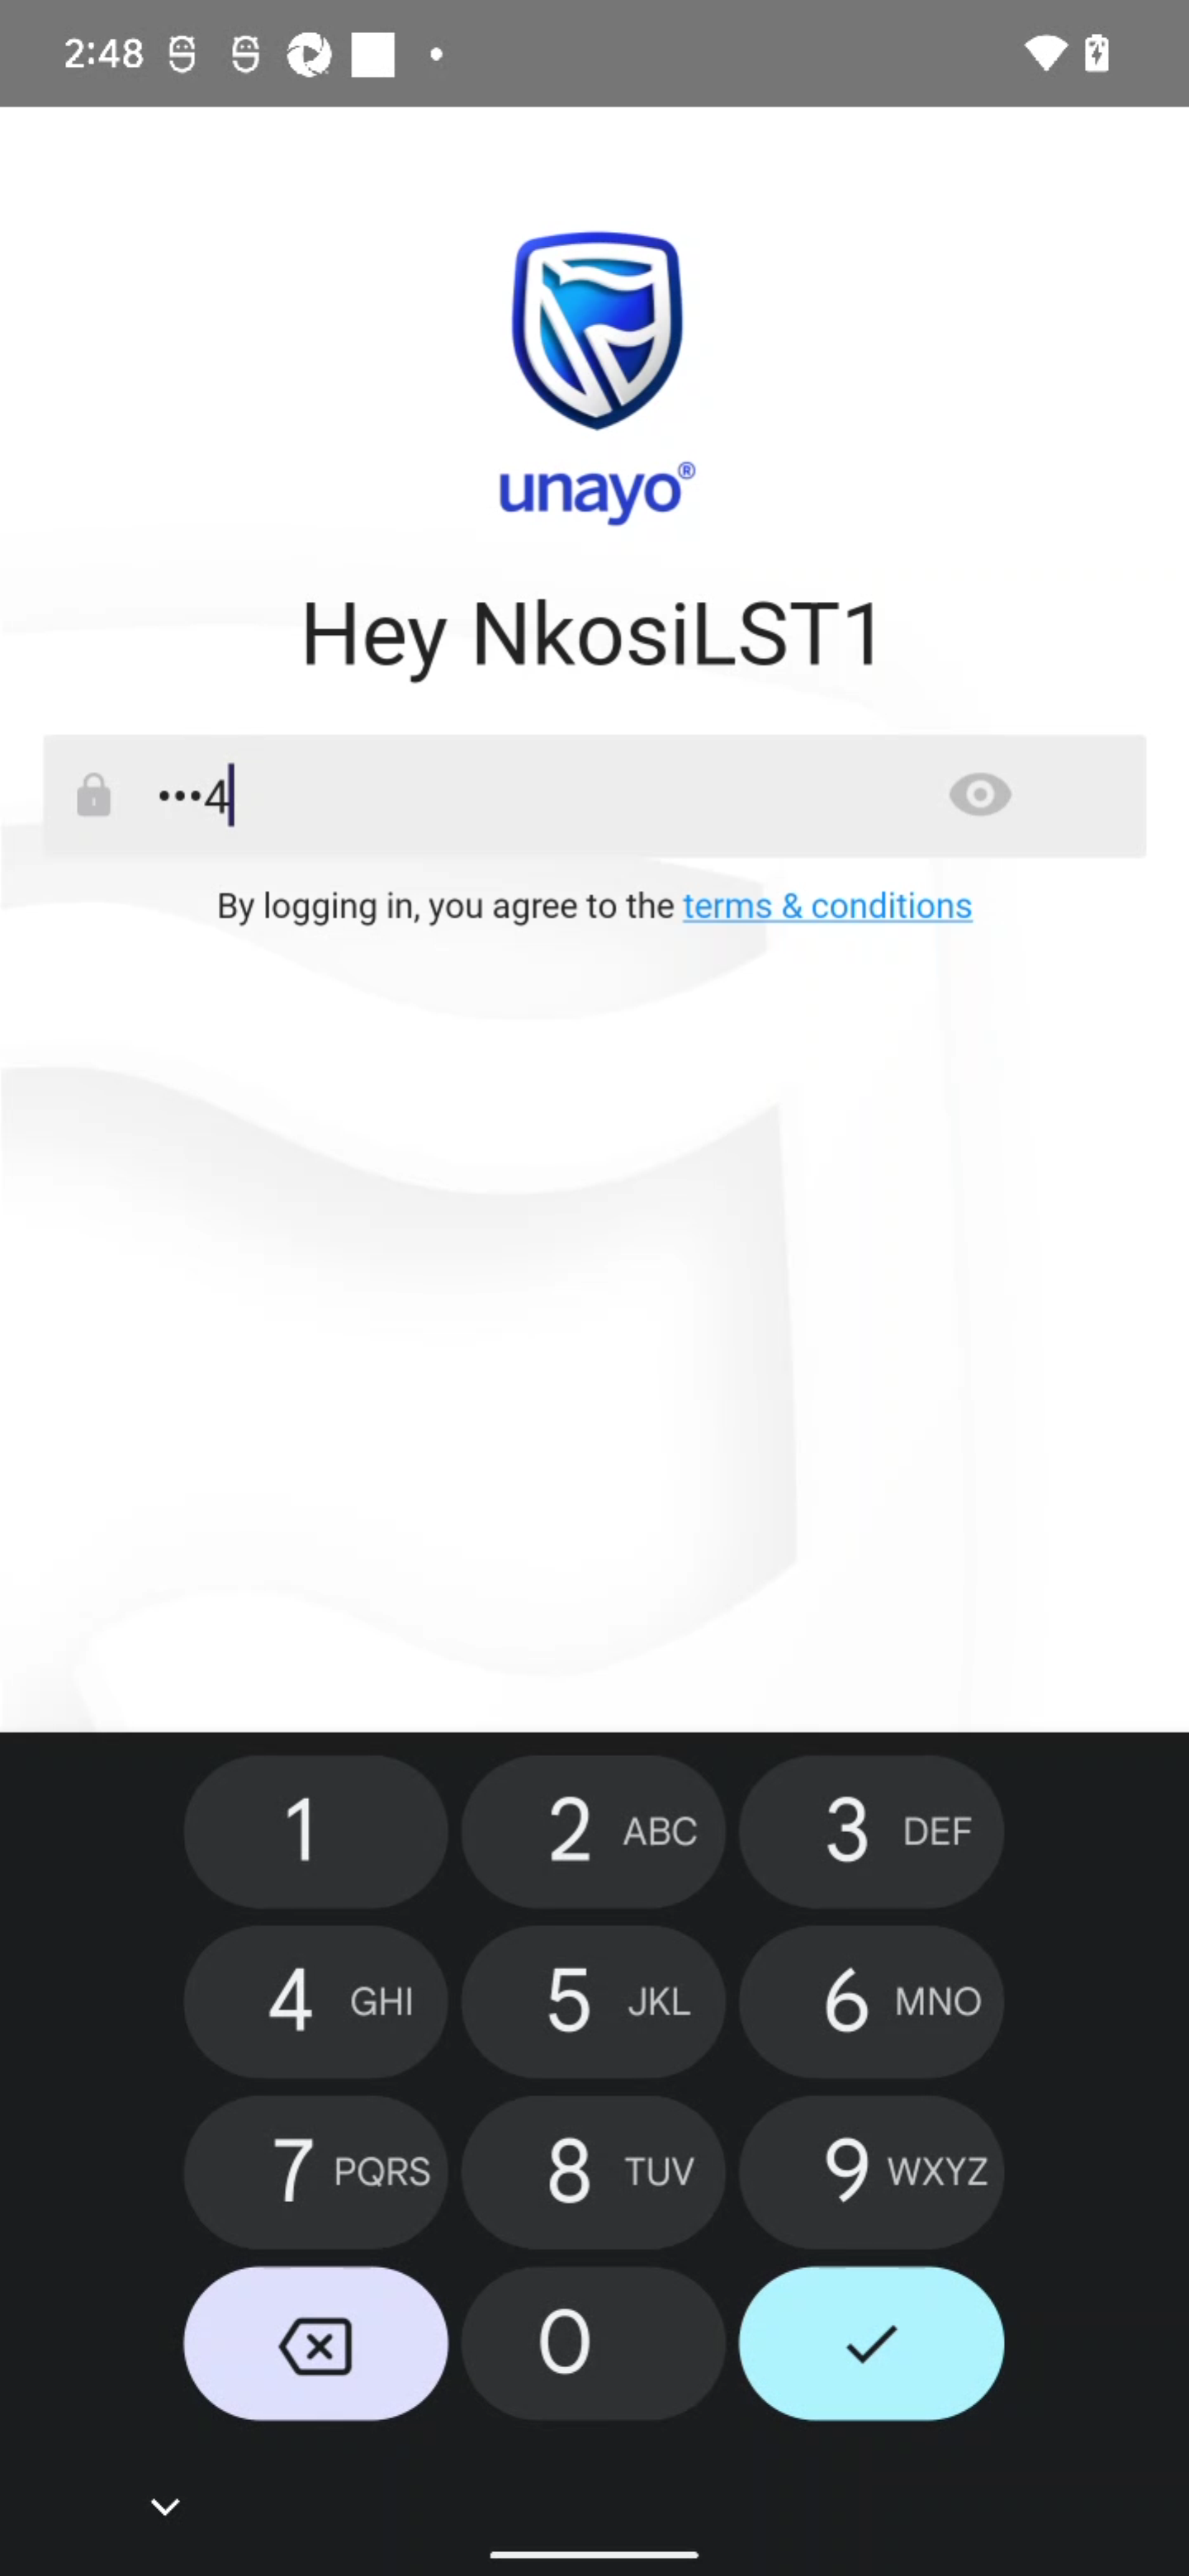 2:48
unayo®
Hey NkosiLST1
•••4
By logging in, you agree to the terms & conditions
1 2 ABC 3 DEF
4 GHI 5 JKL 6 MNO
7 PQRS 8 TUV 9 WXYZ
0